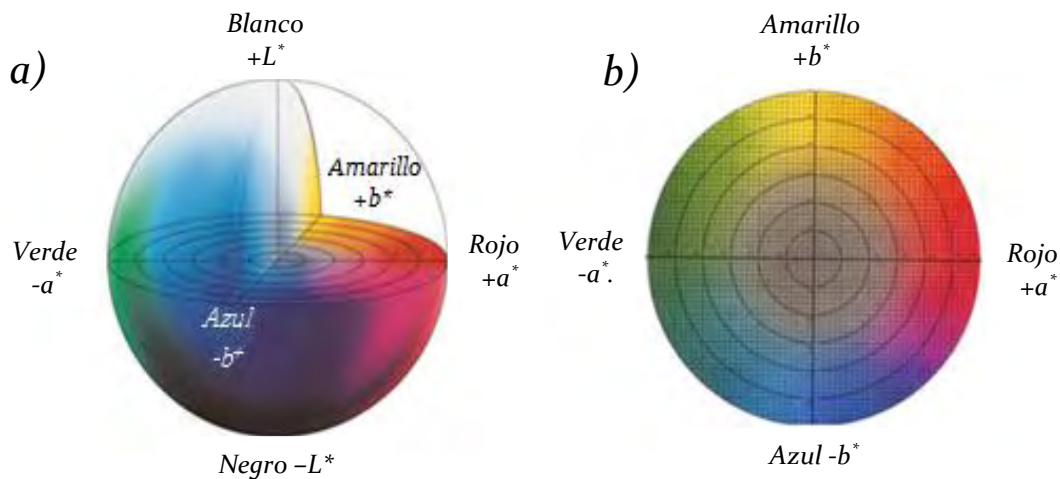 a)
Blanco
+L*
Amarillo
+b*
Verde
-a*
Rojo
+a*
Azul
-b*
Negro –L*
b)
Amarillo
+b*
Verde
-a*.
Rojo
+a*
Azul -b*